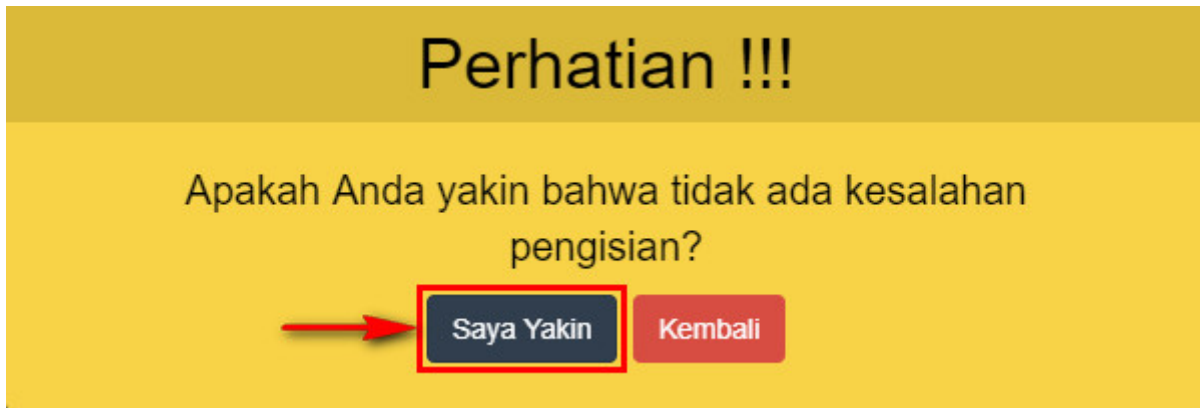 Perhatian !!!
Apakah Anda yakin bahwa tidak ada kesalahan
pengisian?
Saya Yakin Kembali